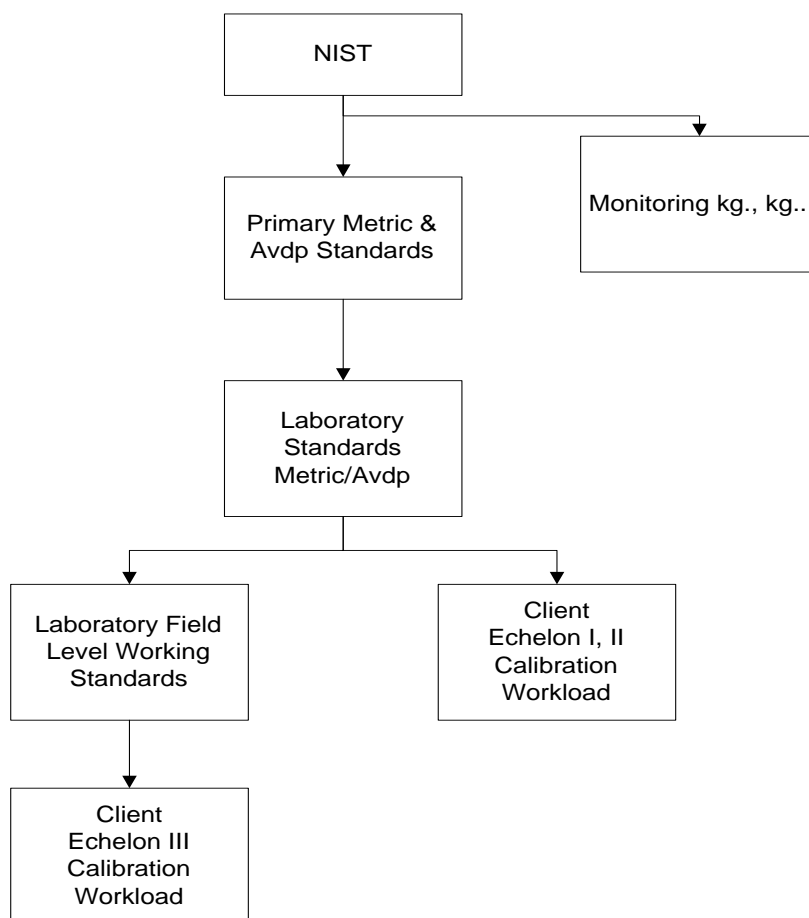 NIST
Monitoring kg., kg..
Primary Metric &
Avdp Standards
Laboratory
Standards
Metric/Avdp
Laboratory Field
Level Working
Standards
Client
Echelon I, II
Calibration
Workload
Client
Echelon III
Calibration
Workload